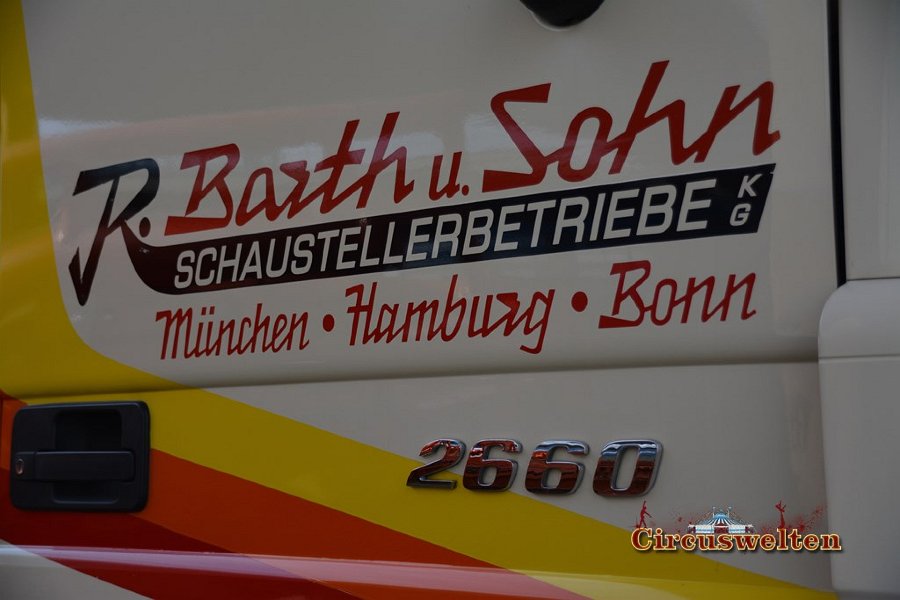 R. Barth u. Sohn
SCHAUSTELLERBETRIEBE KG
München • Hamburg • Bonn
2660
Circuswelten